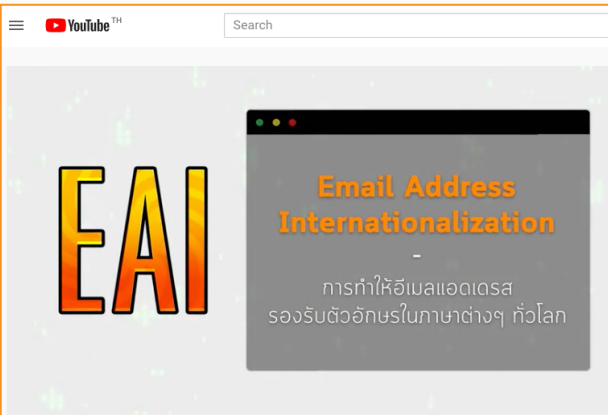 YouTube TH
Search
EAI
Email Address
Internationalization
-
การทำให้อีเมลแอดเดรส
รองรับตัวอักษรในภาษาต่างๆ ทั่วโลก